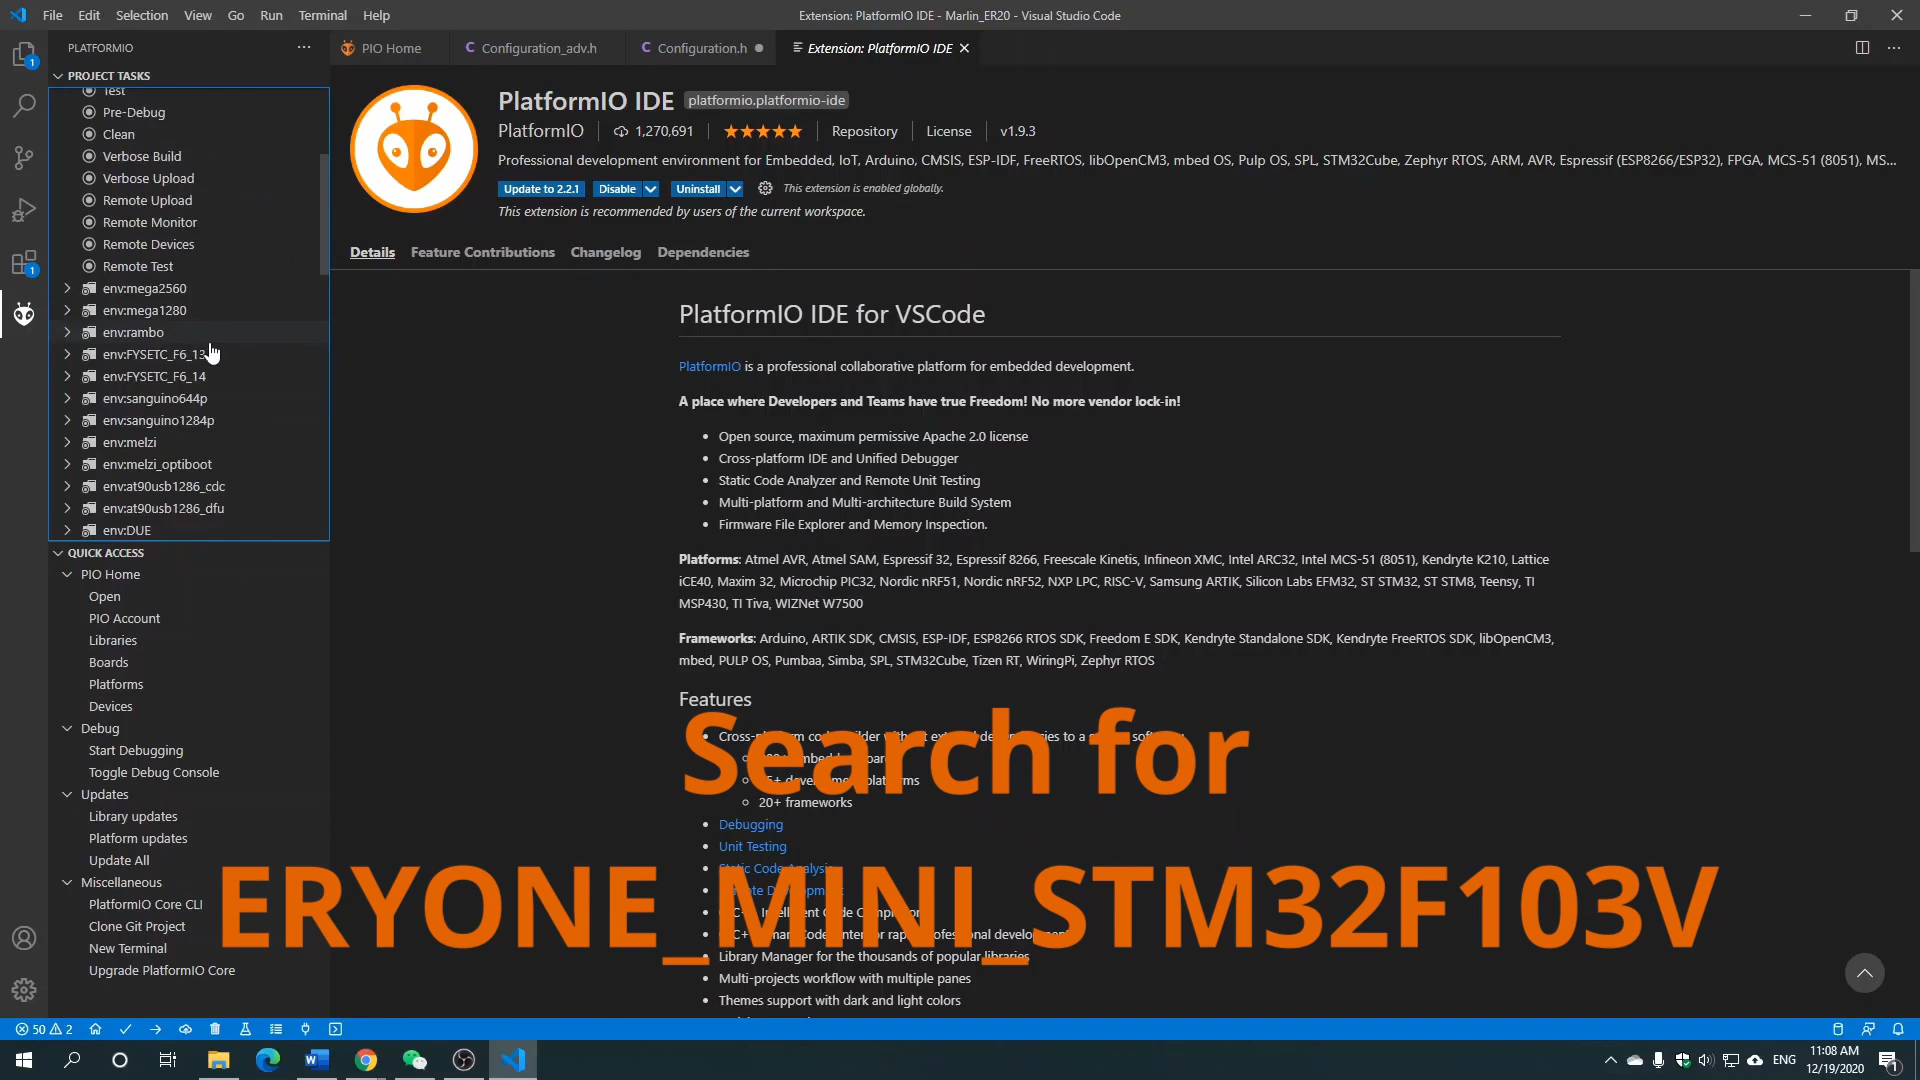 File Edit Selection View Go Run Terminal Help
Extension: PlatformIO IDE - Marlin_ER20 - Visual Studio Code
PLATFORMIO
PIO Home
Configuration_adv.h
Configuration.h
Extension: PlatformIO IDE
PROJECT TASKS
Test
Pre-Debug
Clean
Verbose Build
Verbose Upload
Remote Upload
Remote Monitor
Remote Devices
Remote Test
env:mega2560
env:mega1280
env:rambo
env:FYSETC_F6_13
env:FYSETC_F6_14
env:sanguino644p
env:sanguino1284p
env:melzi
env:melzi_optiboot
env:at90usb1286_cdc
env:at90usb1286_dfu
env:DUE
QUICK ACCESS
PIO Home
Open
PIO Account
Libraries
Boards
Platforms
Devices
Debug
Start Debugging
Toggle Debug Console
Updates
Library updates
Platform updates
Update All
Miscellaneous
PlatformIO Core CLI
Clone Git Project
New Terminal
Upgrade PlatformIO Core
PlatformIO IDE platformio.platformio-ide
PlatformIO 1,270,691 Repository License v1.9.3
Professional development environment for Embedded, IoT, Arduino, CMSIS, ESP-IDF, FreeRTOS, libOpenCM3, mbed OS, Pulp OS, SPL, STM32Cube, Zephyr RTOS, ARM, AVR, Espressif (ESP8266/ESP32), FPGA, MCS-51 (8051), MS...
Update to 2.2.1 Disable Uninstall This extension is enabled globally.
This extension is recommended by users of the current workspace.
Details Feature Contributions Changelog Dependencies
PlatformIO IDE for VSCode
PlatformIO is a professional collaborative platform for embedded development.
A place where Developers and Teams have true Freedom! No more vendor lock-in!
Open source, maximum permissive Apache 2.0 license
Cross-platform IDE and Unified Debugger
Static Code Analyzer and Remote Unit Testing
Multi-platform and Multi-architecture Build System
Firmware File Explorer and Memory Inspection.
Platforms: Atmel AVR, Atmel SAM, Espressif 32, Espressif 8266, Freescale Kinetis, Infineon XMC, Intel ARC32, Intel MCS-51 (8051), Kendryte K210, Lattice
iCE40, Maxim 32, Microchip PIC32, Nordic nRF51, Nordic nRF52, NXP LPC, RISC-V, Samsung ARTIK, Silicon Labs EFM32, ST STM32, ST STM8, Teensy, TI
MSP430, TI Tiva, WIZNet W7500
Frameworks: Arduino, ARTIK SDK, CMSIS, ESP-IDF, ESP8266 RTOS SDK, Freedom E SDK, Kendryte Standalone SDK, Kendryte FreeRTOS SDK, libOpenCM3,
mbed, PULP OS, Pumbaa, Simba, SPL, STM32Cube, Tizen RT, WiringPi, Zephyr RTOS
Features
Search for
20+ frameworks
Debugging
Unit Testing
Static Code Analysis
ERYONE_MINI_STM32F103V
Library Manager for the thousands of popular libraries
Multi-projects workflow with multiple panes
Themes support with dark and light colors
50 2
ENG
11:08 AM
12/19/2020